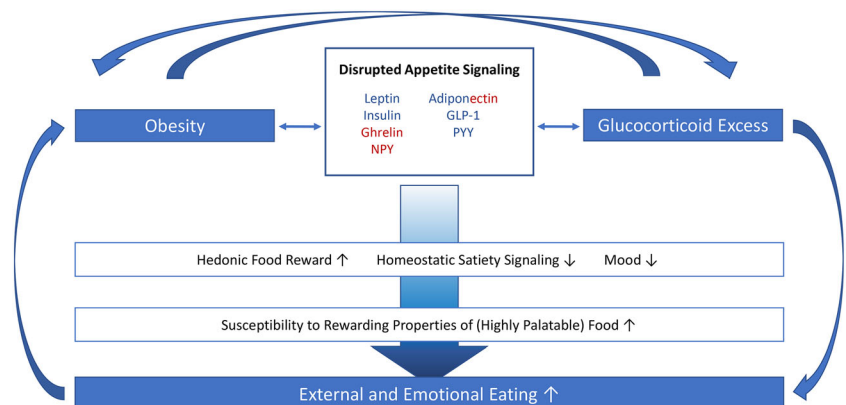 Disrupted Appetite Signaling
Leptin Adiponectin
Insulin GLP-1
Ghrelin PYY
NPY
Obesity
Glucocorticoid Excess
Hedonic Food Reward ↑ Homeostatic Satiety Signaling ↓ Mood ↓
Susceptibility to Rewarding Properties of (Highly Palatable) Food ↑
External and Emotional Eating ↑